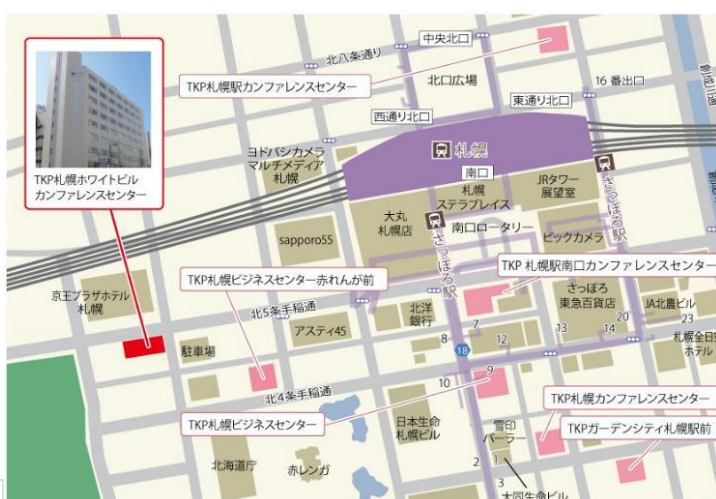 中央北口
北八条通り
TKP札幌駅カンファレンスセンター
北口広場
16番出口
創成川通
東通り北口
西通り北口
札幌
南口
ヨドバシカメラ
マルチメディア
札幌
TKP札幌ホワイトビル
カンファレンスセンター
札幌
ステラプレイス
JRタワー
展望室
さっぽろ駅
大丸
札幌店
南口ロータリー
ビックカメラ
sapporo55
さっぽろ駅
TKP 札幌駅南口カンファレンスセンター
TKP札幌ビジネスセンター赤れんが前
京王プラザホテル
札幌
さっぽろ
東急百貨店
JA北農ビル
北5条手稲通
北洋
銀行
アスティ45
7
8
12
13
14
20
23
札幌全日空
ホテル
駐車場
18
9
10
北4条手稲通
TKP札幌カンファレンスセンター
TKP札幌ビジネスセンター
日本生命
札幌ビル
雪印
パーラー
TKPガーデンシティ札幌駅前
北海道庁
赤レンガ
1
2
3
大同生命ビル